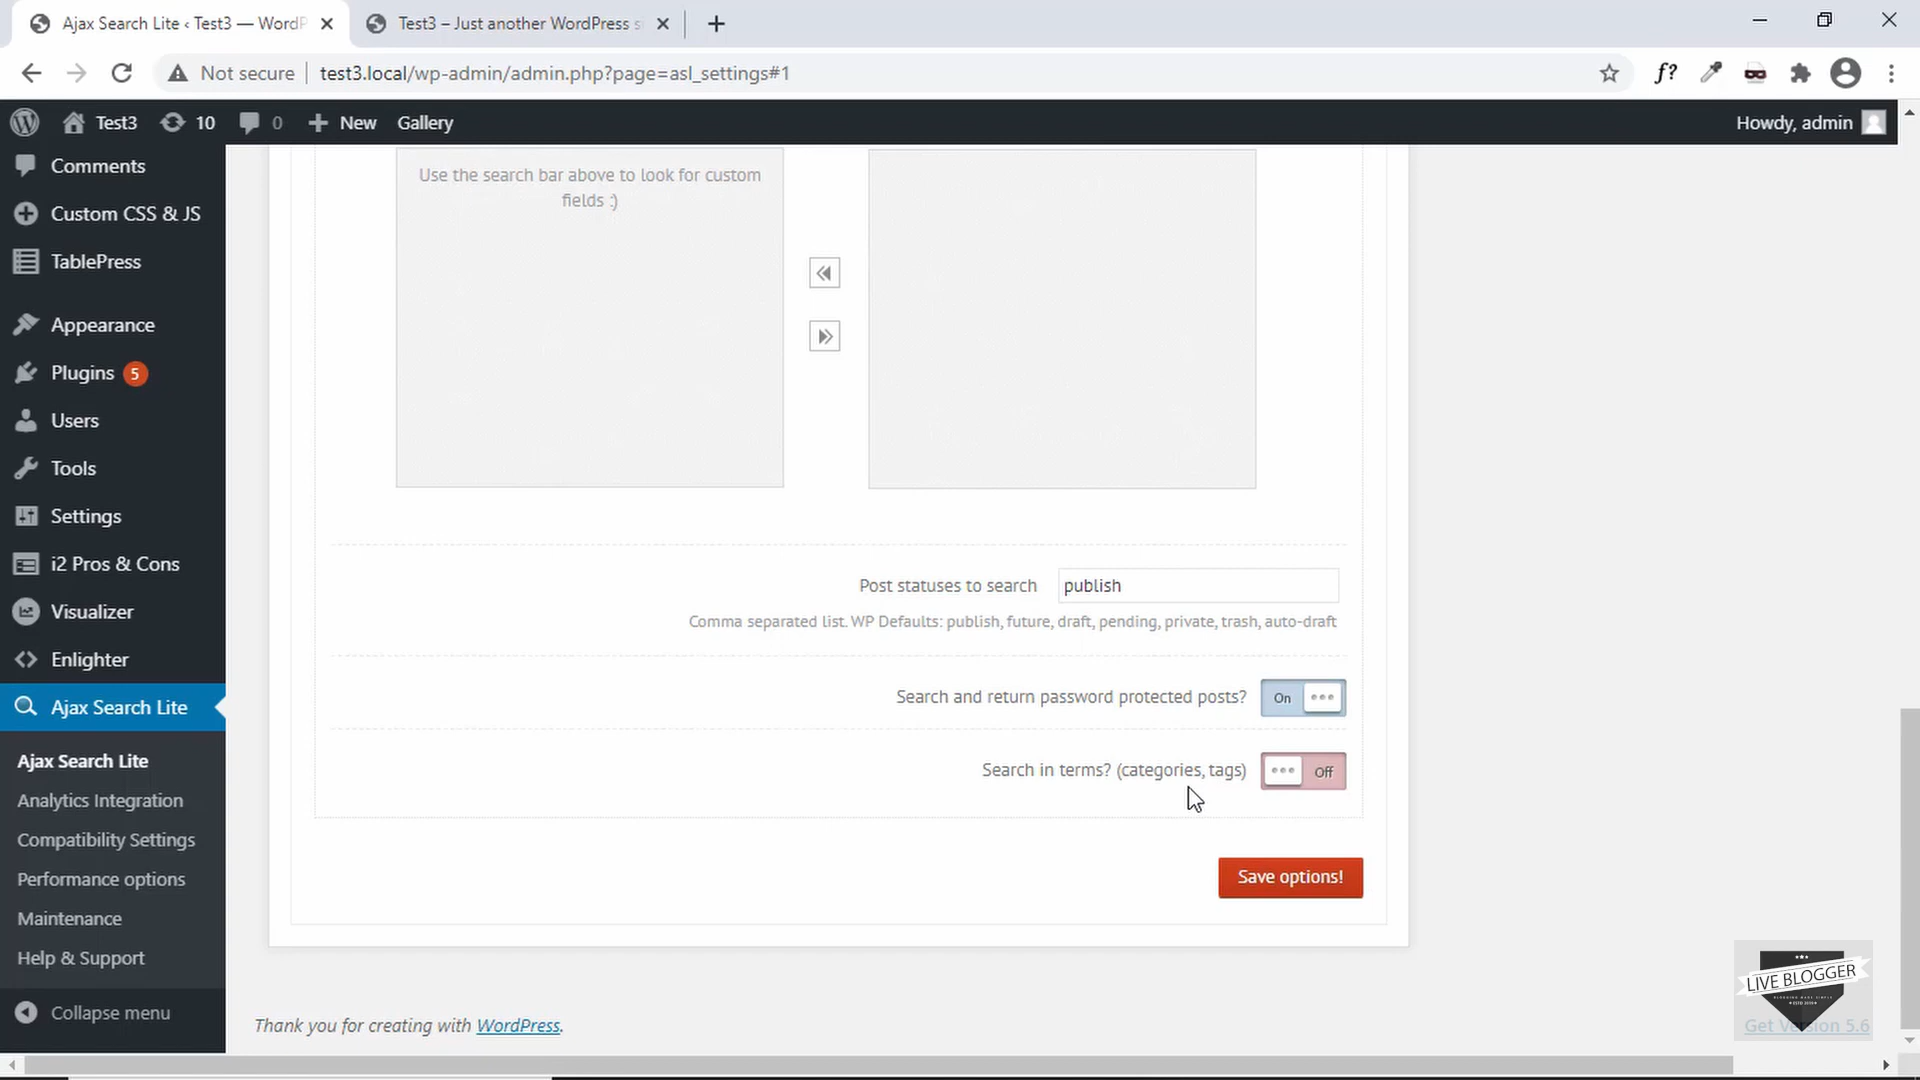 Ajax Search Lite ‹ Test3 — WordP
Test3 – Just another WordPress s
Not secure
test3.local/wp-admin/admin.php?page=asl_settings#1
f?
Test3
10
0
New
Gallery
Howdy, admin
Comments
Custom CSS & JS
TablePress
Appearance
Plugins 5
Users
Tools
Settings
i2 Pros & Cons
Visualizer
Enlighter
Ajax Search Lite
Ajax Search Lite
Analytics Integration
Compatibility Settings
Performance options
Maintenance
Help & Support
Collapse menu
Use the search bar above to look for custom
fields :)
Post statuses to search
publish
Comma separated list. WP Defaults: publish, future, draft, pending, private, trash, auto-draft
Search and return password protected posts?
On
Search in terms? (categories, tags)
Off
Save options!
Thank you for creating with WordPress.
LIVE BLOGGER
Get Version 5.6